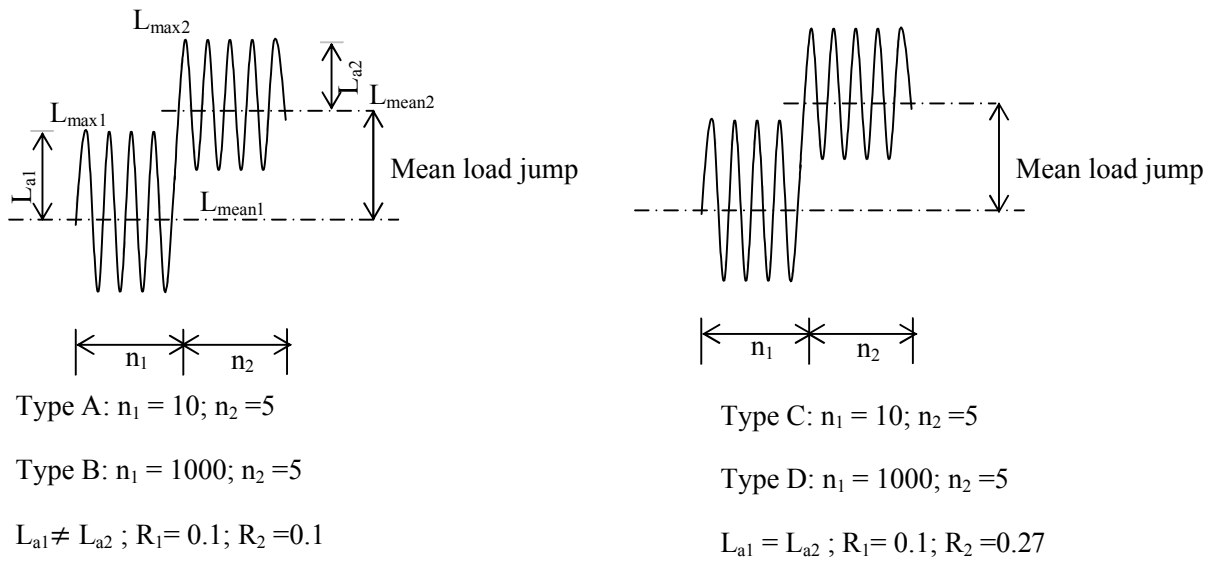 Lmax2
La2
Lmean2
Lmax1
La1
Mean load jump
Lmean1
n1
n2
Type A: n1 = 10; n2 =5
Type B: n1 = 1000; n2 =5
La1≠ La2 ; R1= 0.1; R2 =0.1
Mean load jump
n1
n2
Type C: n1 = 10; n2 =5
Type D: n1 = 1000; n2 =5
La1 = La2 ; R1= 0.1; R2 =0.27